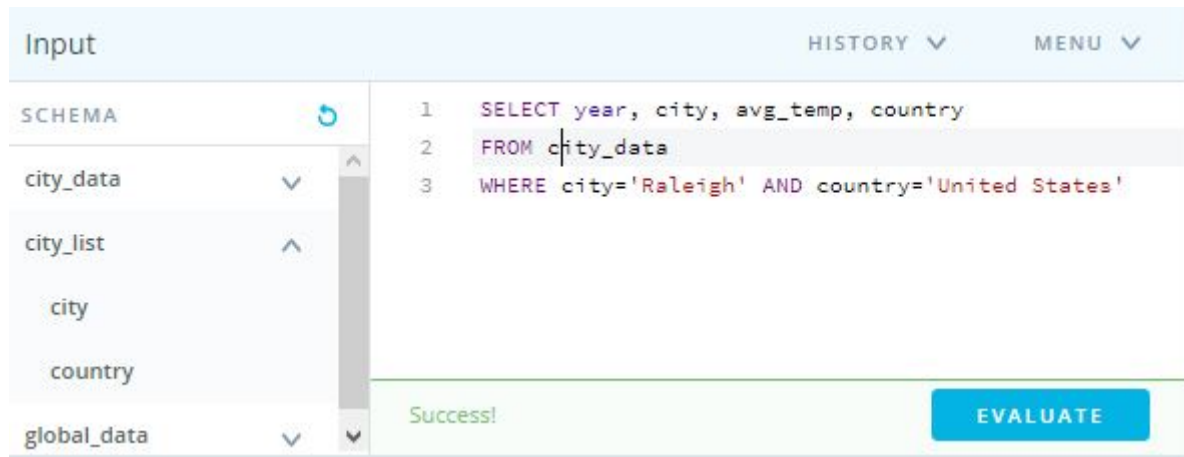 Input
HISTORY
MENU
SCHEMA
city_data
city_list
city
country
global_data
1 SELECT year, city, avg_temp, country
2 FROM city_data
3 WHERE city='Raleigh' AND country='United States'
Success!
EVALUATE